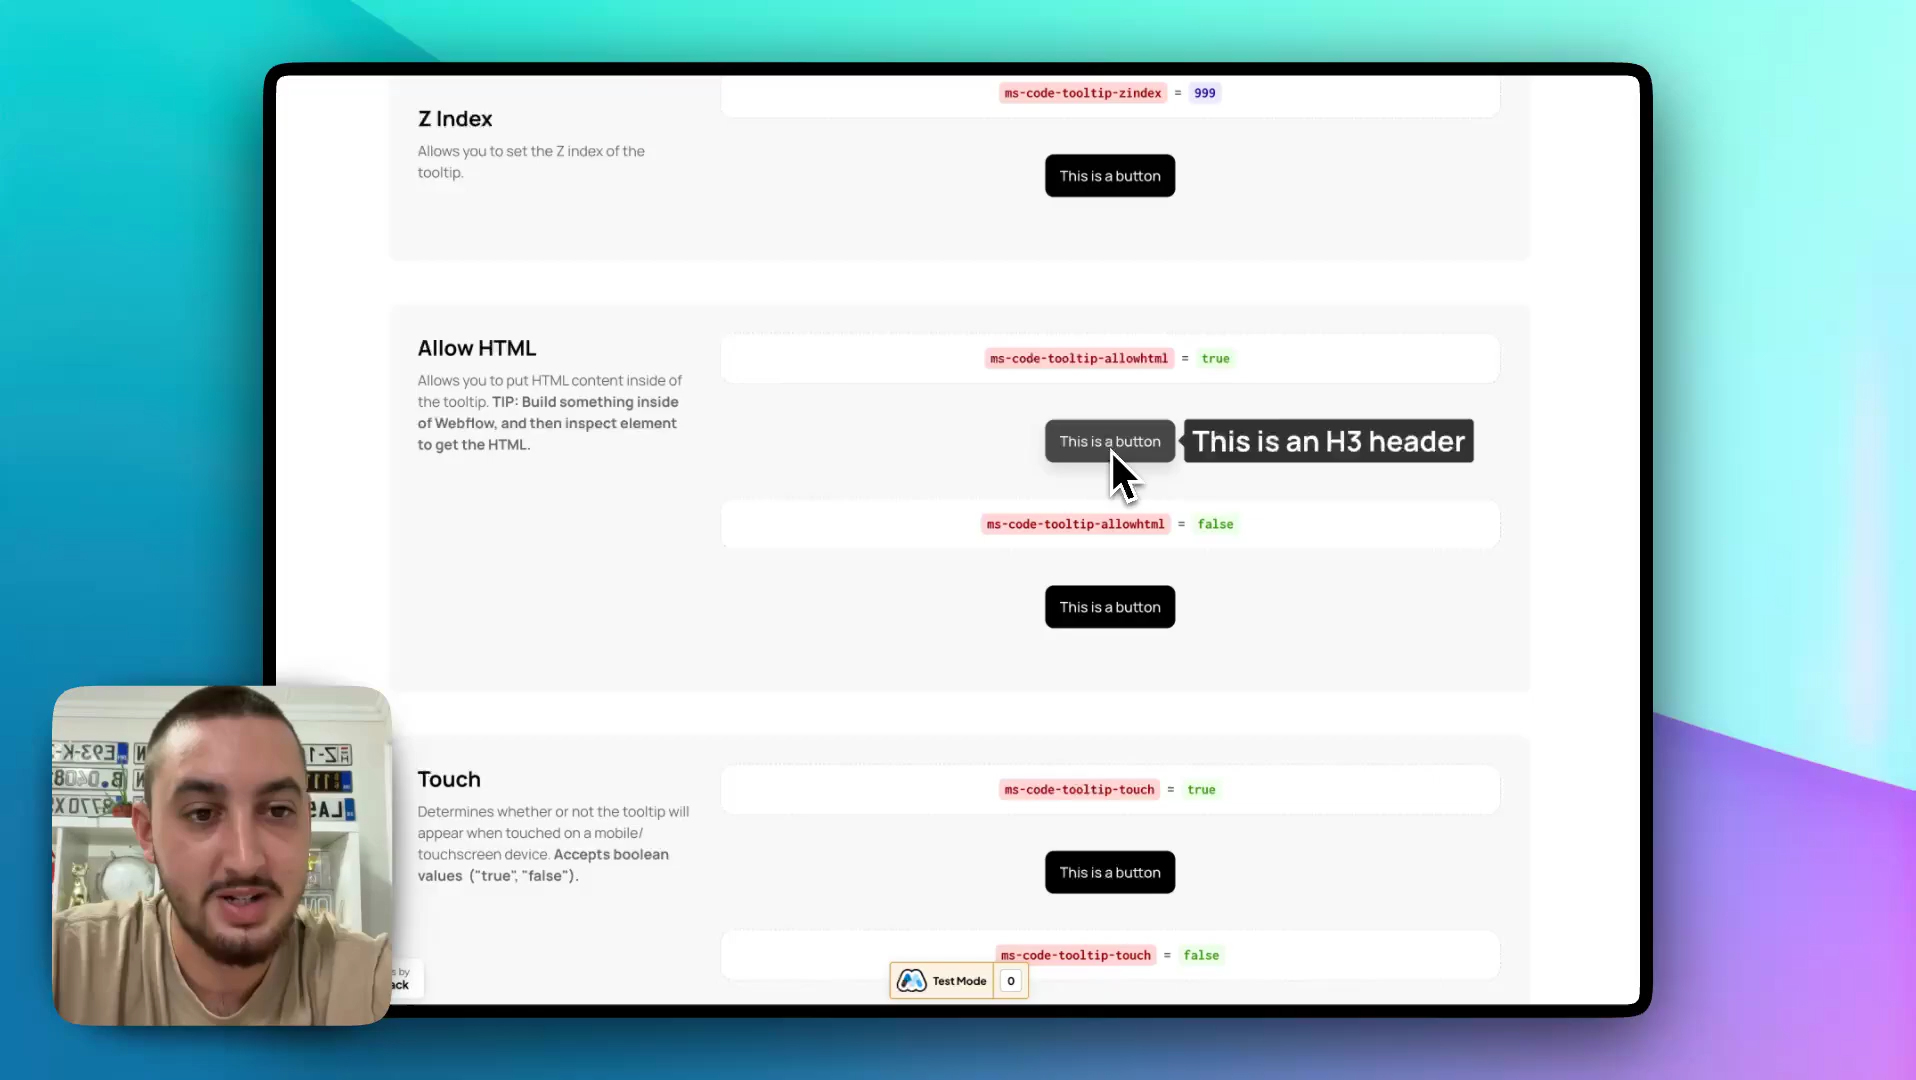 ms-code-tooltip-zindex = 999
Z Index
Allows you to set the Z index of the
tooltip.
This is a button
Allow HTML
Allows you to put HTML content inside of
the tooltip. TIP: Build something inside
of Webflow, and then inspect element
to get the HTML.
ms-code-tooltip-allowhtml = true
This is a button
This is an H3 header
ms-code-tooltip-allowhtml = false
This is a button
Touch
Determines whether or not the tooltip will
appear when touched on a mobile/
touchscreen device. Accepts boolean
values ("true", "false").
ms-code-tooltip-touch = true
This is a button
ms-code-tooltip-touch = false
s by
ack
Test Mode 0